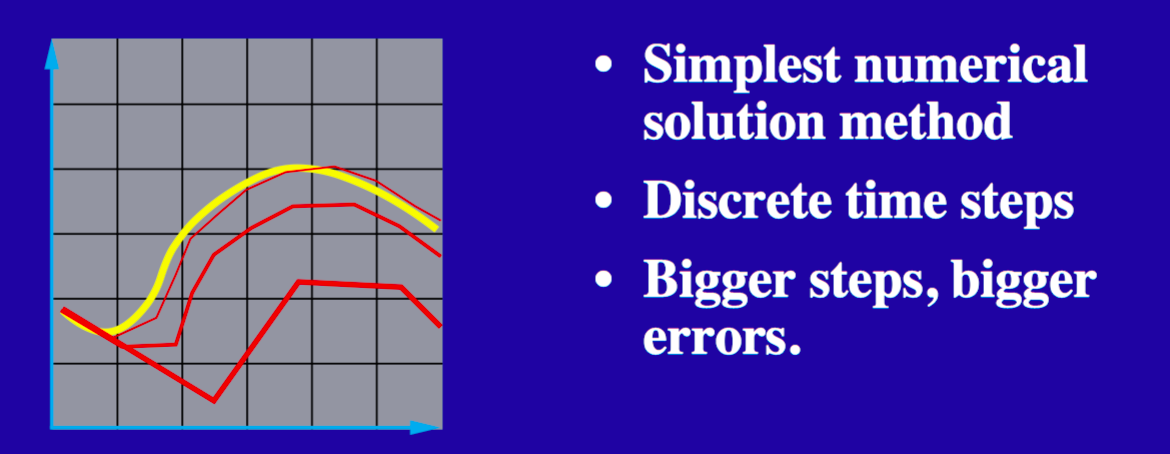 • Simplest numerical
solution method
• Discrete time steps
• Bigger steps, bigger
errors.